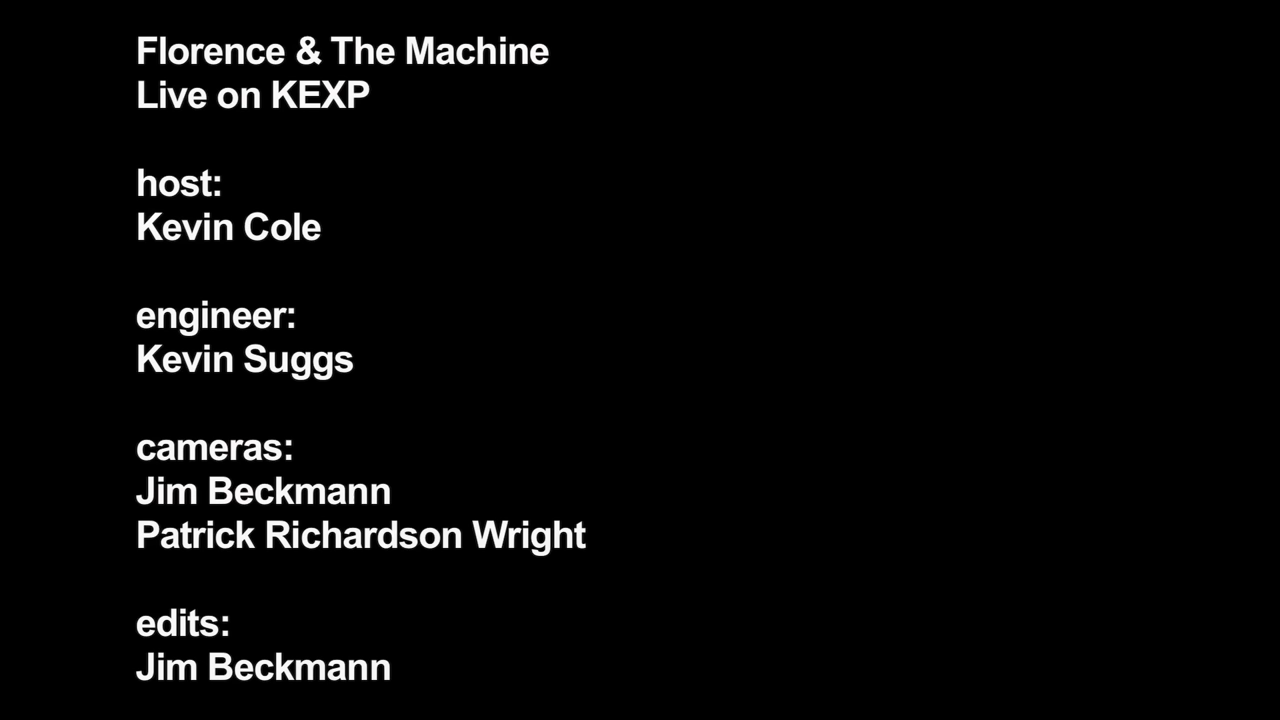 Florence & The Machine
Live on KEXP
host:
Kevin Cole
engineer:
Kevin Suggs
cameras:
Jim Beckmann
Patrick Richardson Wright
edits:
Jim Beckmann